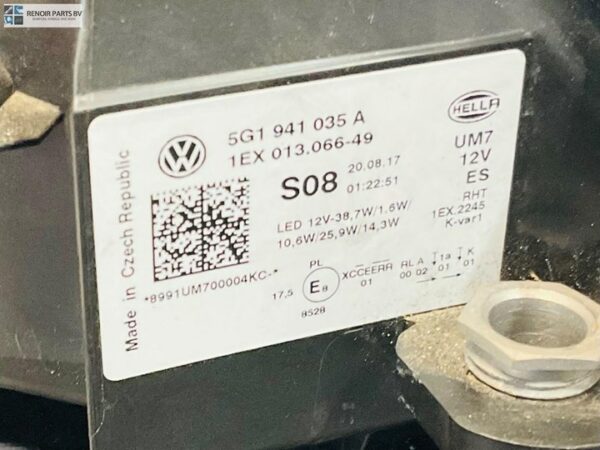 RENOIR PARTS BV
Made in Czech Republic
5G1 941 035 A
1EX 013.066-49
HELLA
S08
20.08.17
01:22:51
UM7
12V
ES
RHT
1EX.2245
K-var1
LED 12V-38,7W/1,6W/
10,6W/25,9W/14,3W
*8991UM700004KC-*
PL
17,5 E8 XCCEERR RL A 1a K
01 00 02 01 01
8528